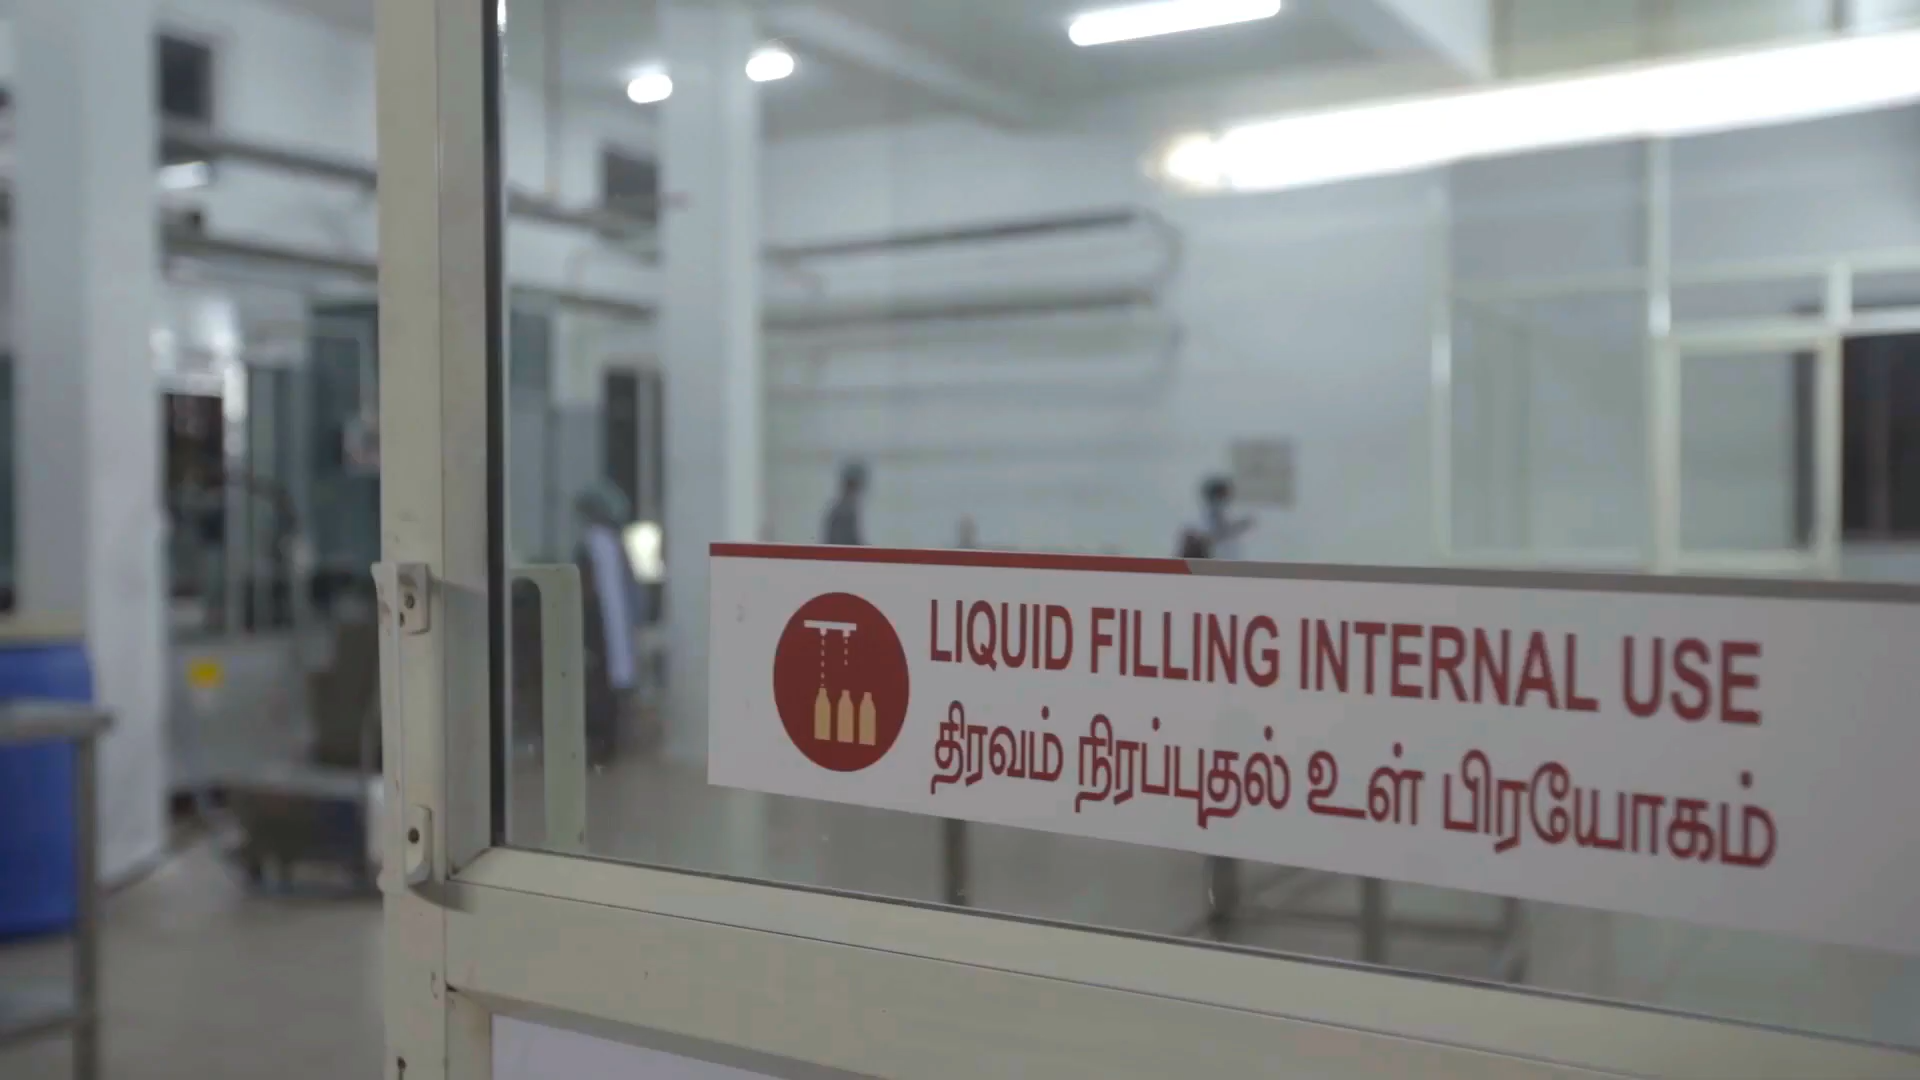 LIQUID FILLING INTERNAL USE
திரவம் நிரப்புதல் உள் பிரயோகம்